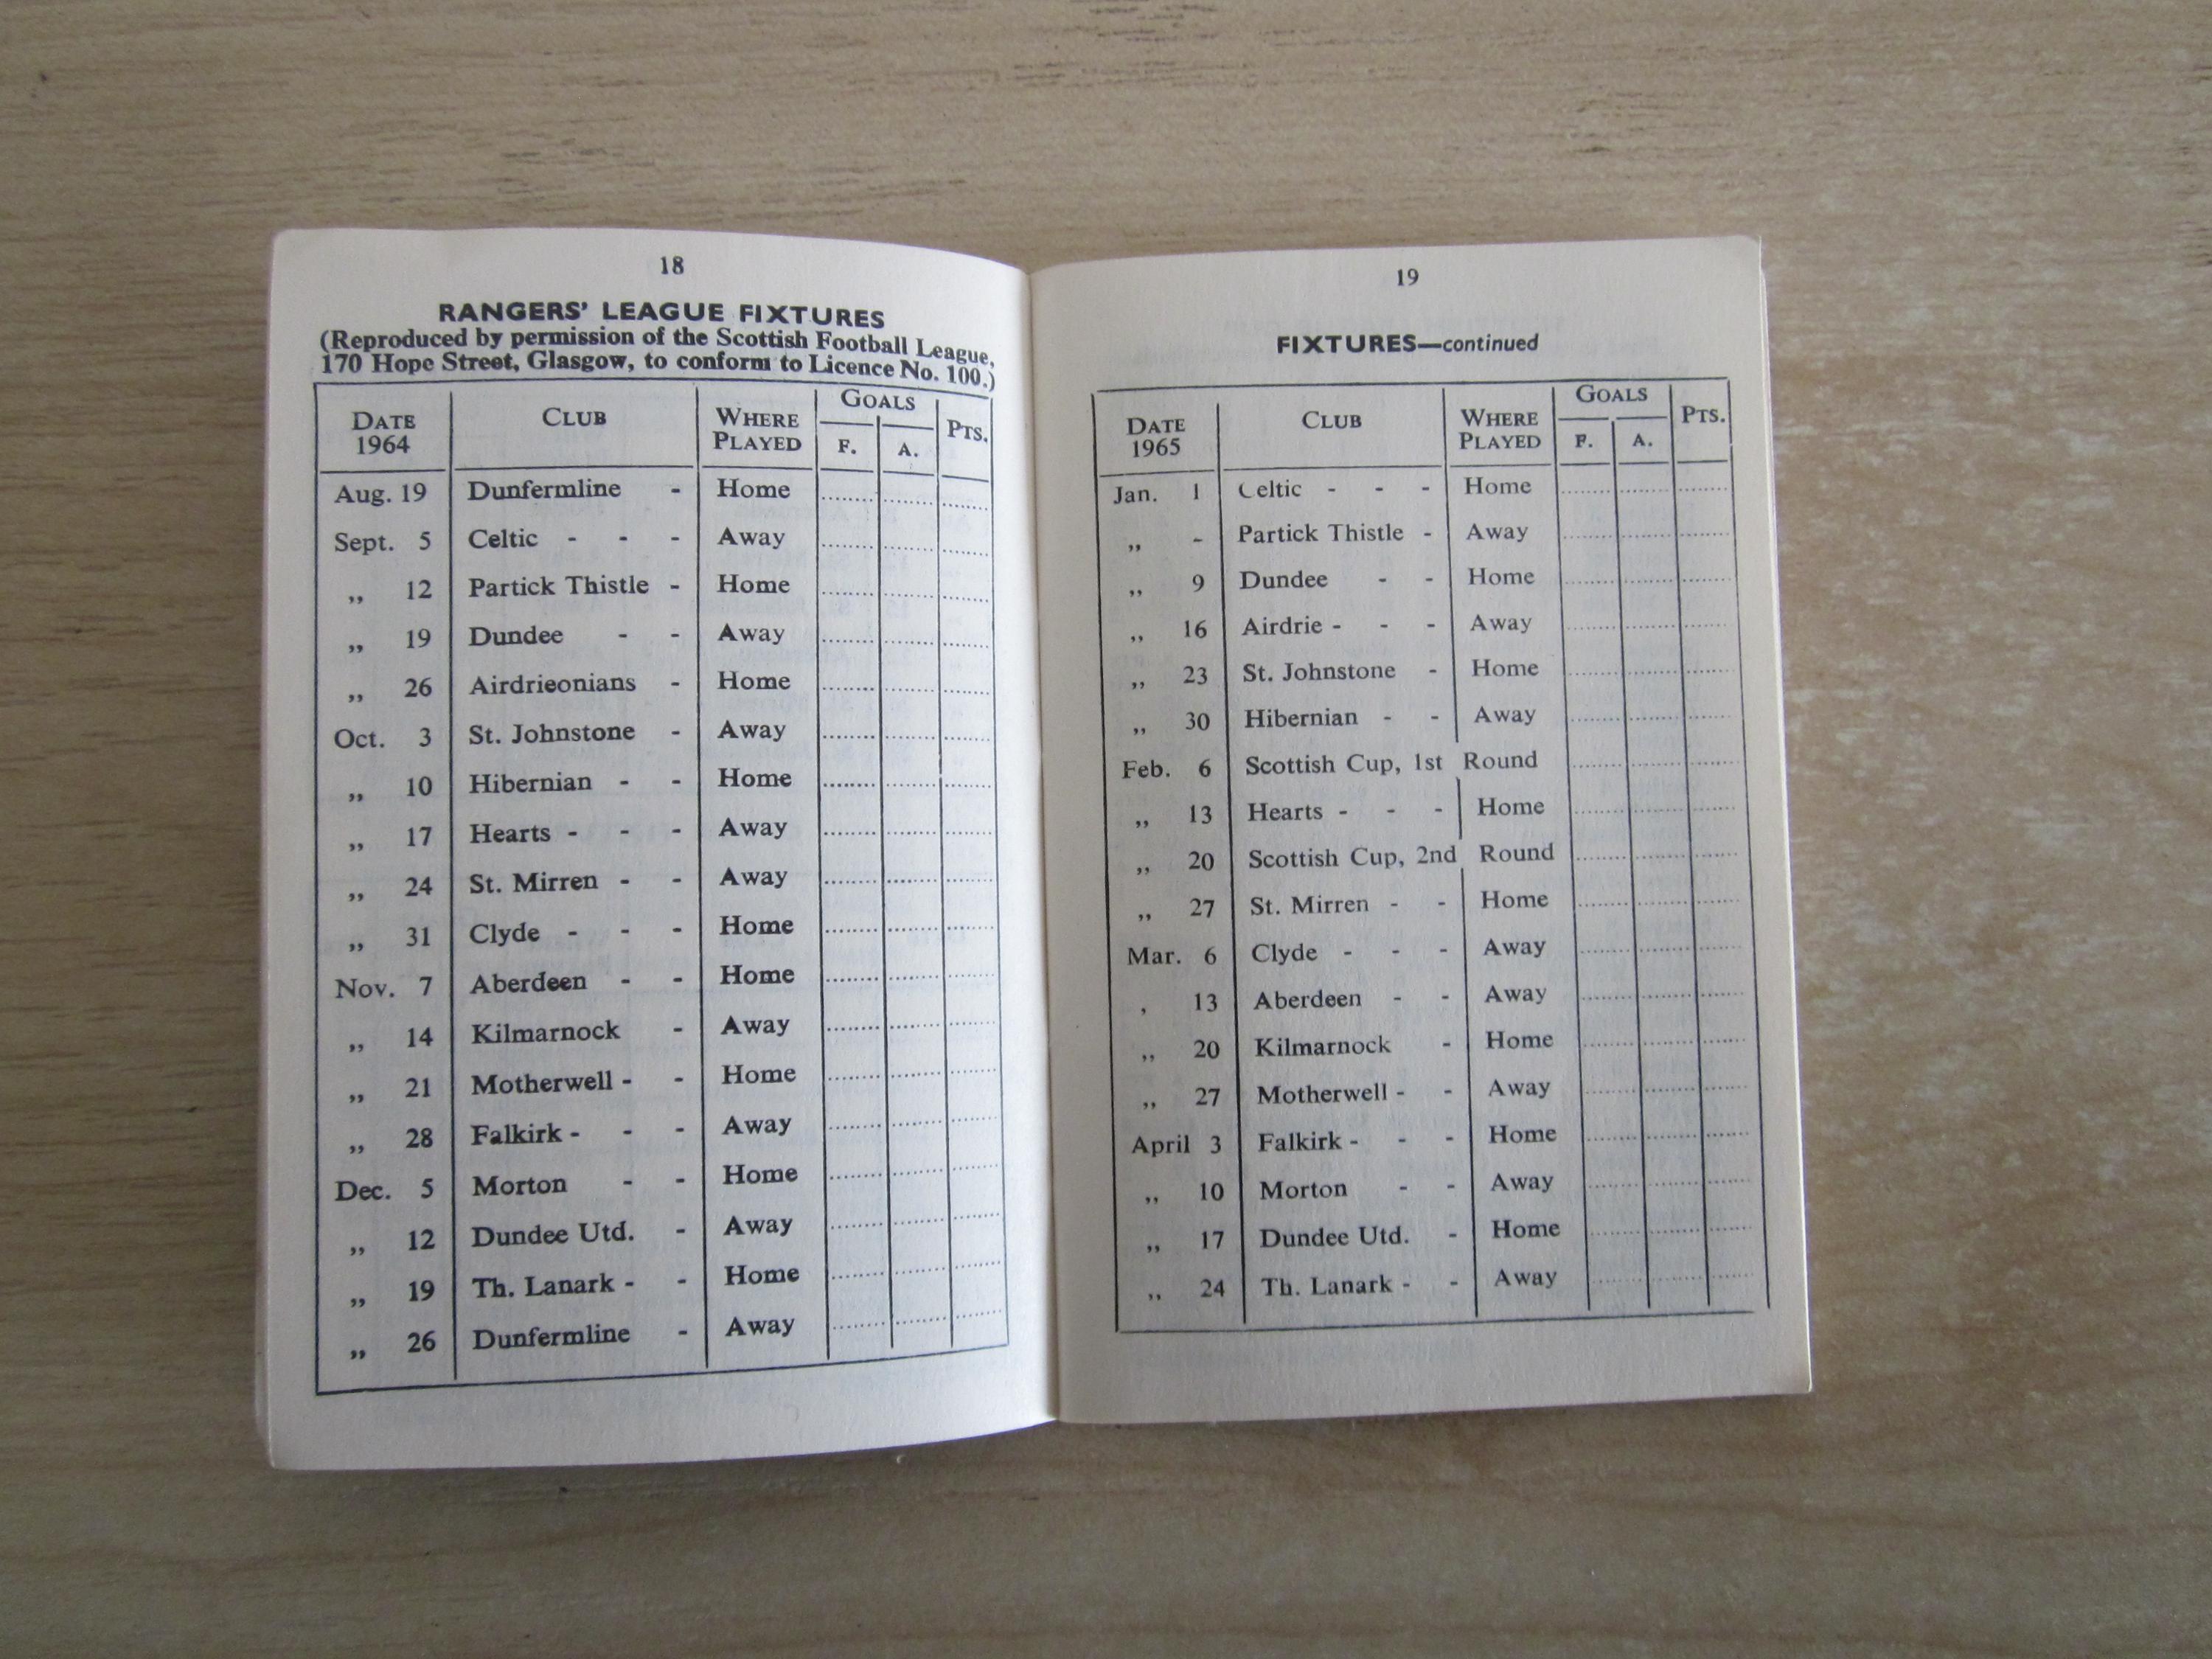 18
RANGERS' LEAGUE FIXTURES
(Reproduced by permission of the Scottish Football League,
170 Hope Street, Glasgow, to conform to Licence No. 100.)
DATE 1964 CLUB WHERE PLAYED GOALS F. A. PTS.
Aug. 19 Dunfermline - Home
Sept. 5 Celtic - - - Away
,, 12 Partick Thistle - Home
,, 19 Dundee - - Away
,, 26 Airdrieonians - Home
Oct. 3 St. Johnstone - Away
,, 10 Hibernian - - Home
,, 17 Hearts - - - Away
,, 24 St. Mirren - - Away
,, 31 Clyde - - - Home
Nov. 7 Aberdeen - - Home
,, 14 Kilmarnock - Away
,, 21 Motherwell - - Home
,, 28 Falkirk - - - Away
Dec. 5 Morton - - Home
,, 12 Dundee Utd. - Away
,, 19 Th. Lanark - - Home
,, 26 Dunfermline - Away
19
FIXTURES—continued
DATE 1965 CLUB WHERE PLAYED GOALS F. A. PTS.
Jan. 1 Celtic - - - Home
,, - Partick Thistle - Away
,, 9 Dundee - - Home
,, 16 Airdrie - - - Away
,, 23 St. Johnstone - Home
,, 30 Hibernian - - Away
Feb. 6 Scottish Cup, 1st Round
,, 13 Hearts - - - Home
,, 20 Scottish Cup, 2nd Round
,, 27 St. Mirren - - Home
Mar. 6 Clyde - - - Away
, 13 Aberdeen - - Away
,, 20 Kilmarnock - Home
,, 27 Motherwell - - Away
April 3 Falkirk - - - Home
,, 10 Morton - - Away
,, 17 Dundee Utd. - Home
,, 24 Th. Lanark - - Away